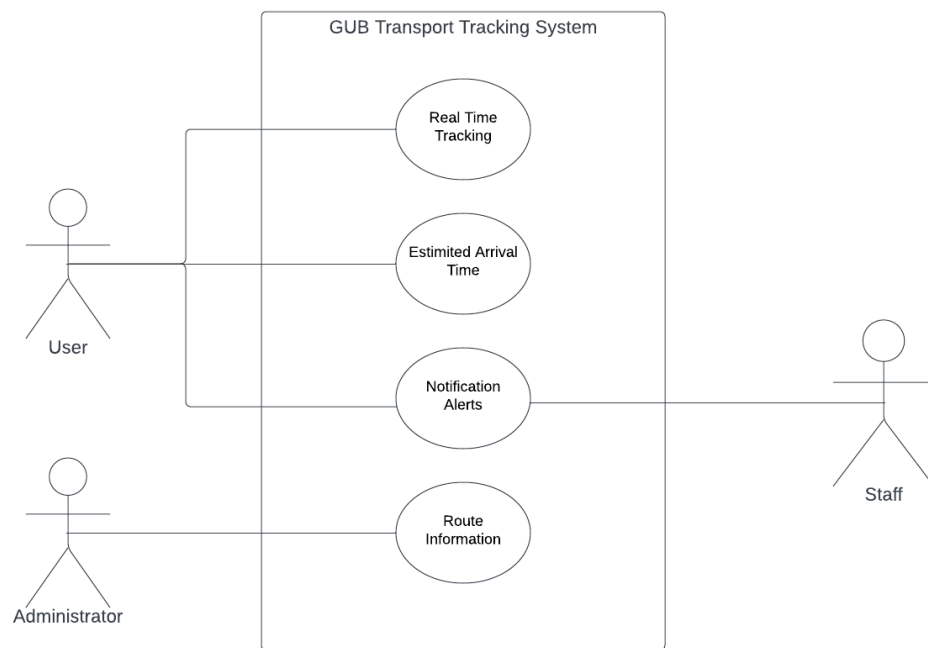 GUB Transport Tracking System
Real Time
Tracking
Estimited Arrival
Time
User
Notification
Alerts
Staff
Route
Information
Administrator